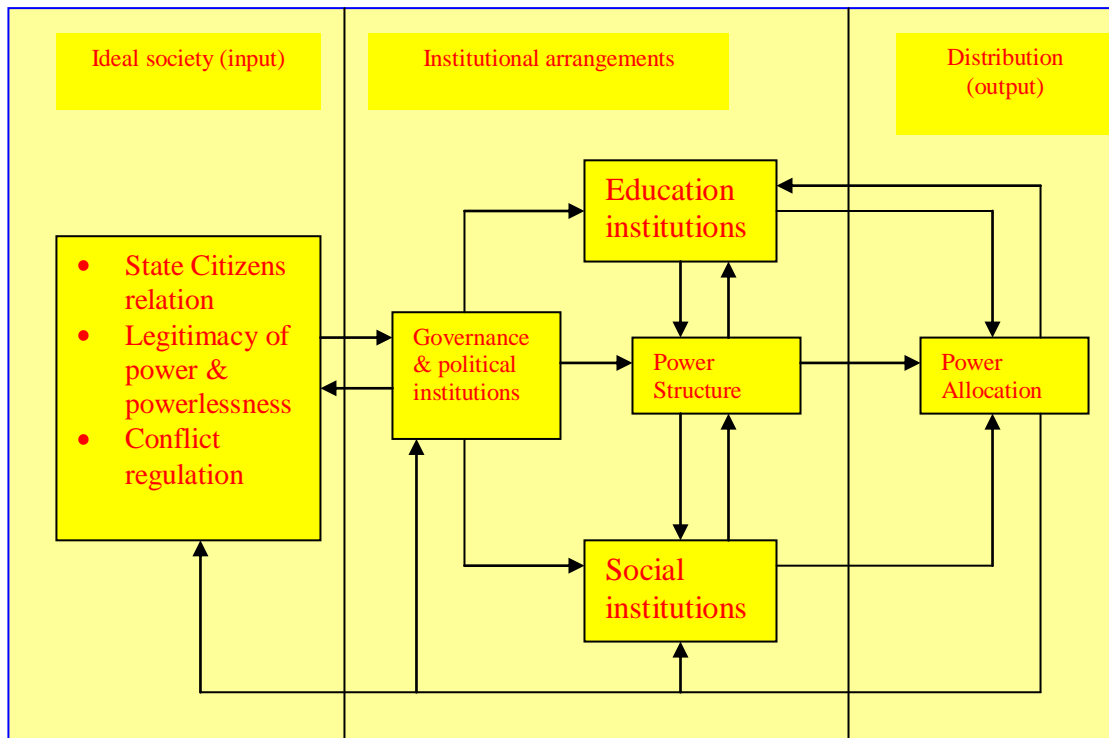 Ideal society (input)
Institutional arrangements
Distribution
(output)
• State Citizens
relation
• Legitimacy of
power &
powerlessness
• Conflict
regulation
Governance
& political
institutions
Education
institutions
Power
Structure
Social
institutions
Power
Allocation